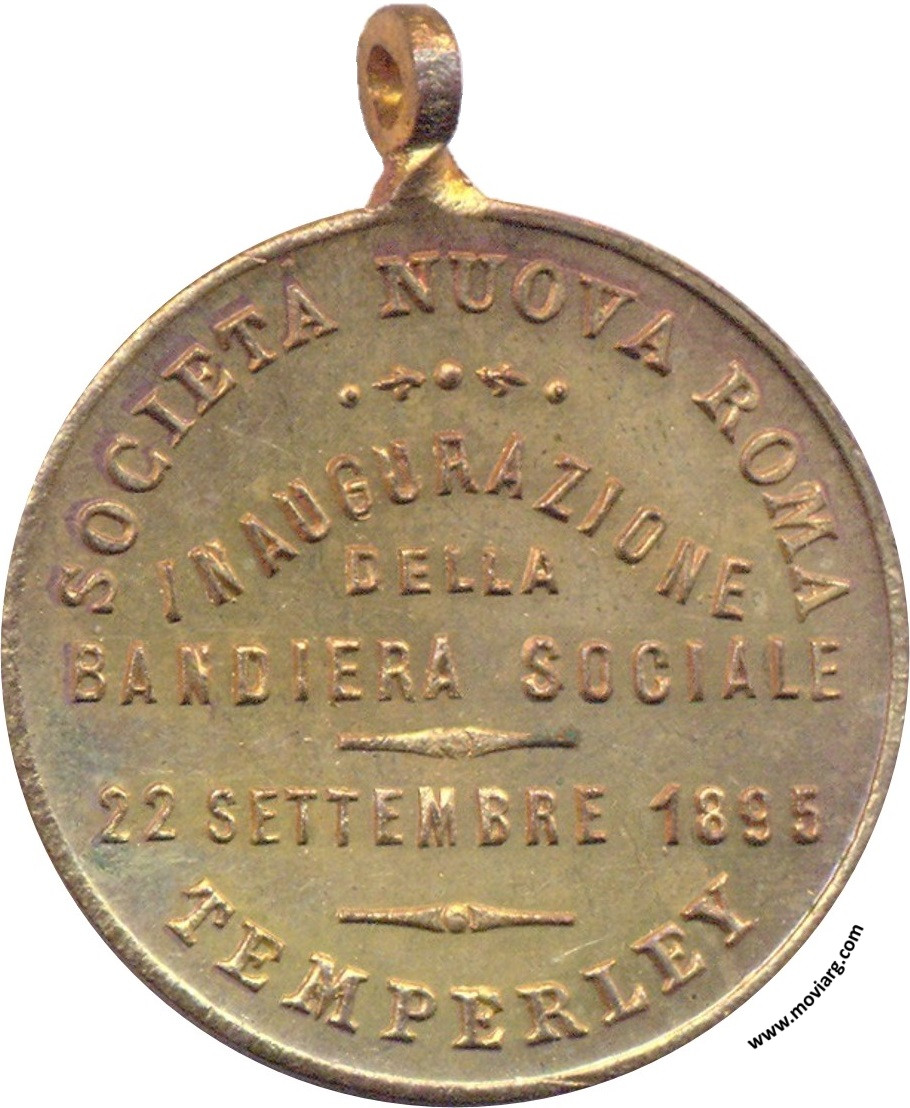 SOCIETÀ NUOVA ROMA
INAUGURAZIONE
DELLA
BANDIERA SOCIALE
22 SETTEMBRE 1895
TEMPERLEY
www.moviarg.com